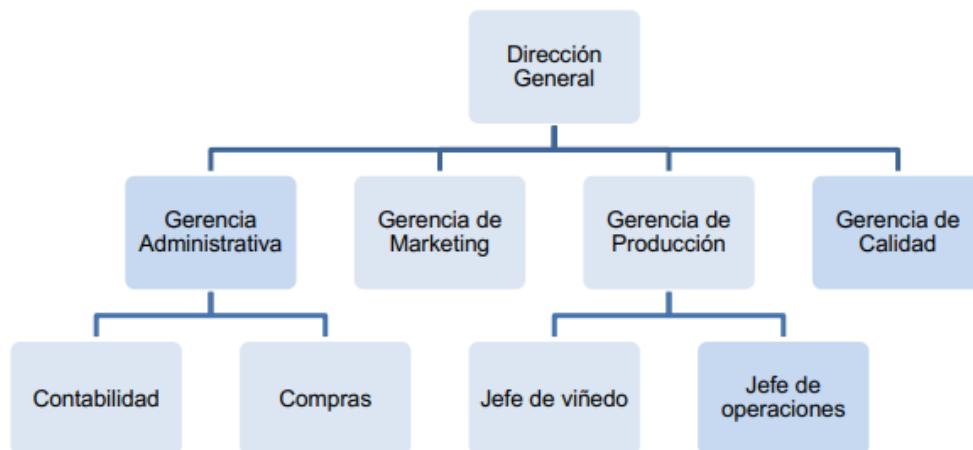 Dirección
General
Gerencia
Administrativa
Gerencia de
Marketing
Gerencia de
Producción
Gerencia de
Calidad
Contabilidad
Compras
Jefe de viñedo
Jefe de
operaciones